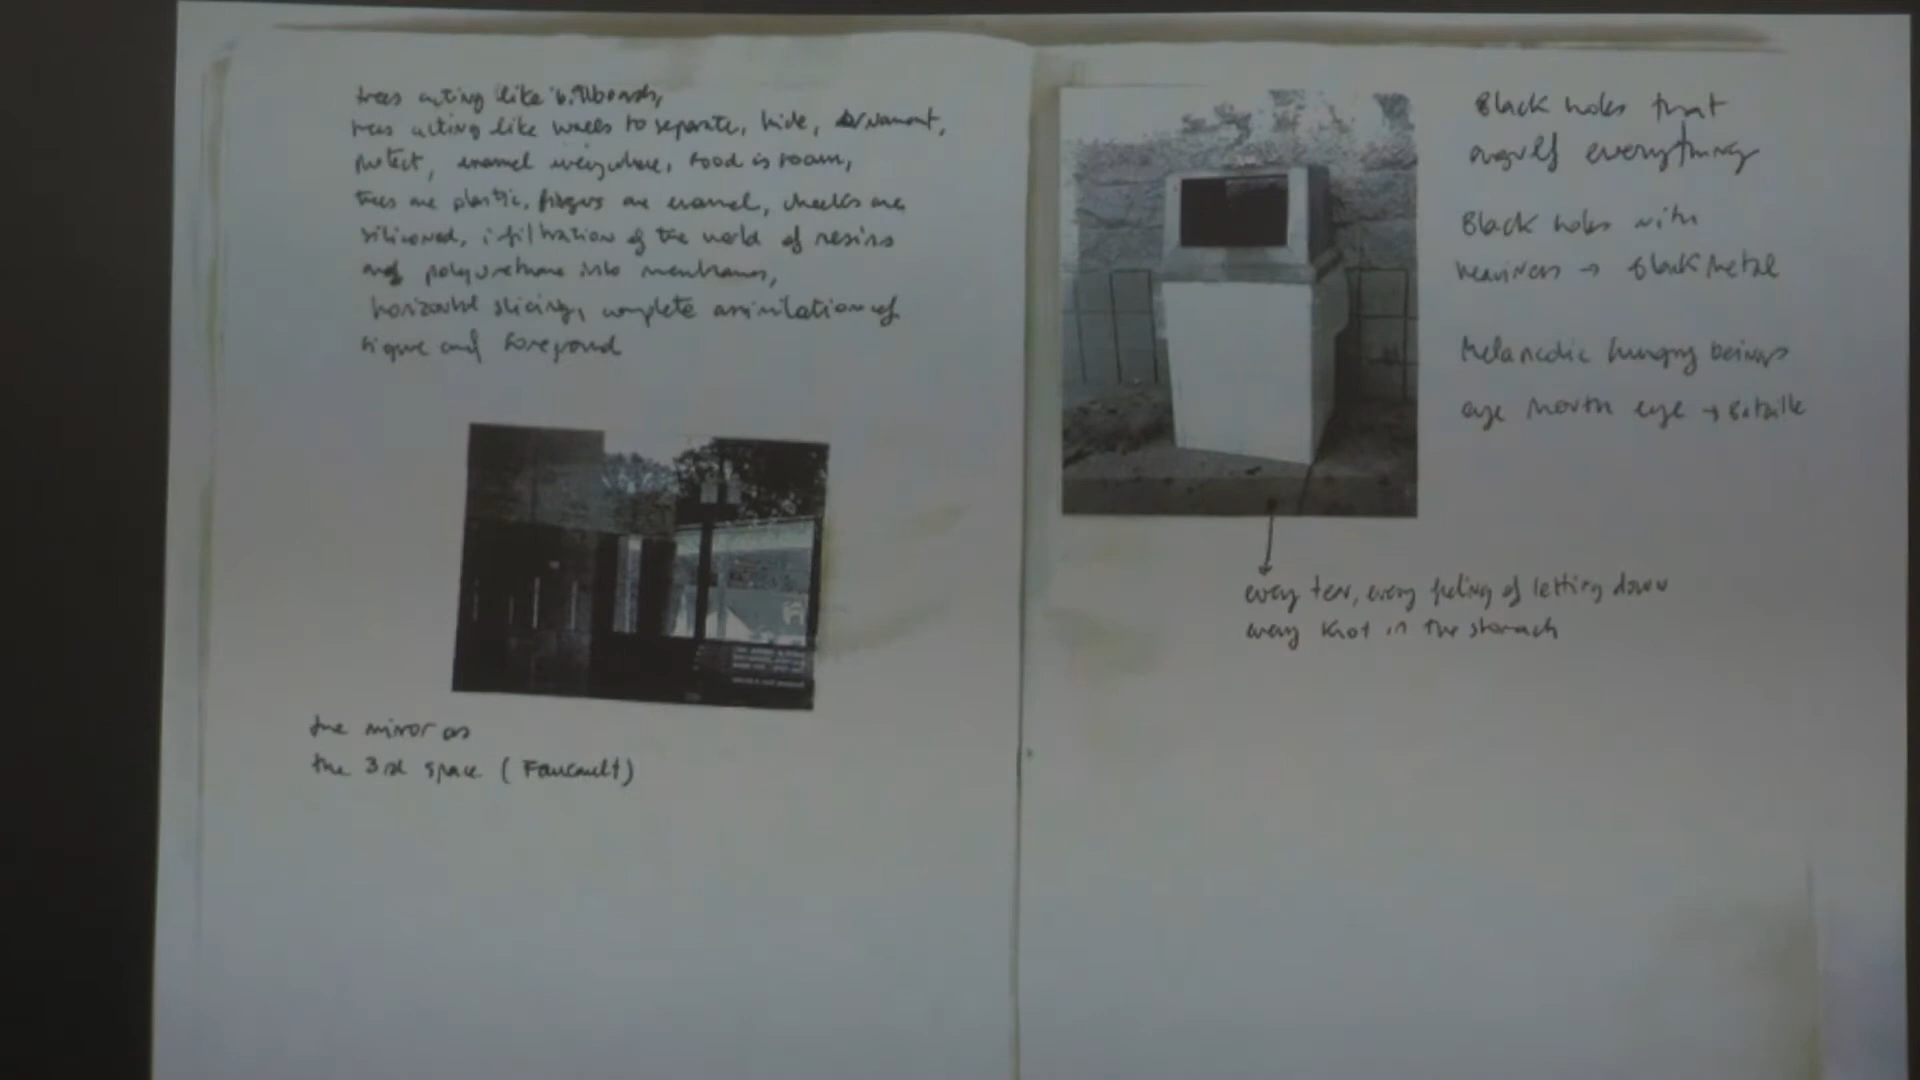 trees acting like billboards,
trees acting like walls to separate, hide, ornament,
protect, enamel everywhere, food is foam,
trees are plastic, fingers are enamel, cheeks are
siliconed, infiltration of the world of resins
and polyurethane into membranes,
horizontal slicing, complete assimilation of
figure and foreground
the mirror as
the 3rd space (Foucault)
Black holes that
engulf everything
Black holes with
heaviness → Black Metal
hungry beings
eye mouth eye → Bataille
every tear, every feeling of letting down
every knot in the stomach